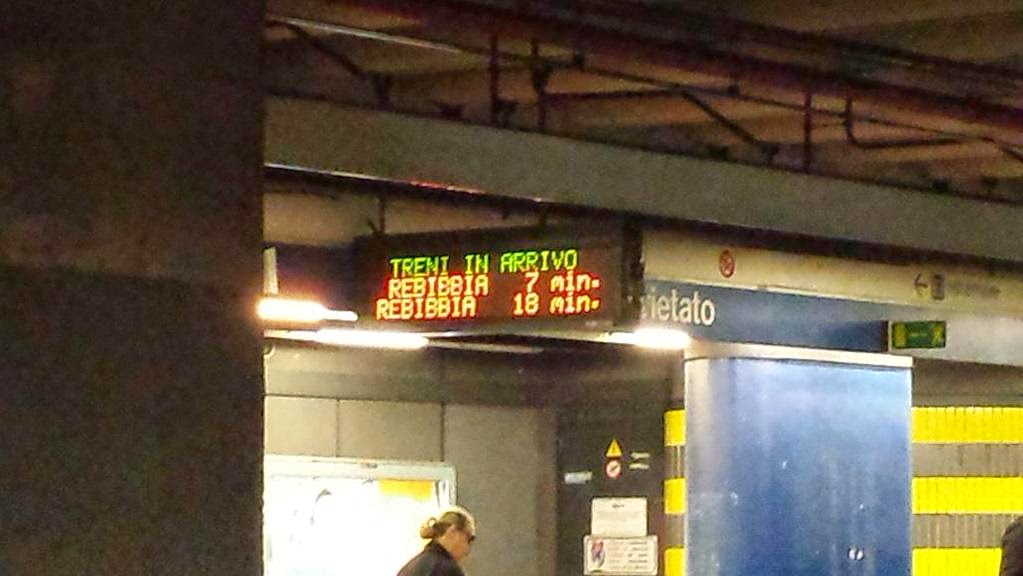 TRENI IN ARRIVO
REBIBBIA 7 min.
REBIBBIA 18 min.
ietato